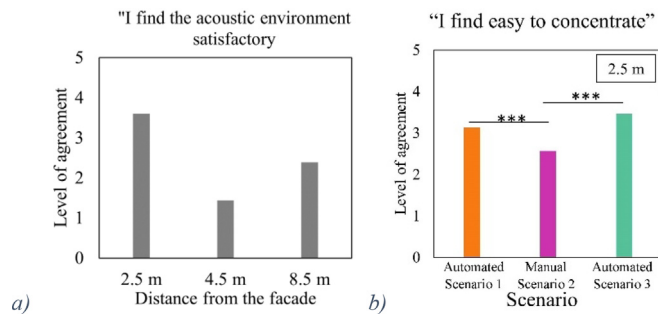 "I find the acoustic environment
satisfactory
5
4
3
2
1
0
Level of agreement
2.5 m 4.5 m 8.5 m
Distance from the facade
a)
“I find easy to concentrate”
2.5 m
5
4
3
2
1
0
Level of agreement
***
***
Automated Manual Automated
Scenario 1 Scenario 2 Scenario 3
Scenario
b)